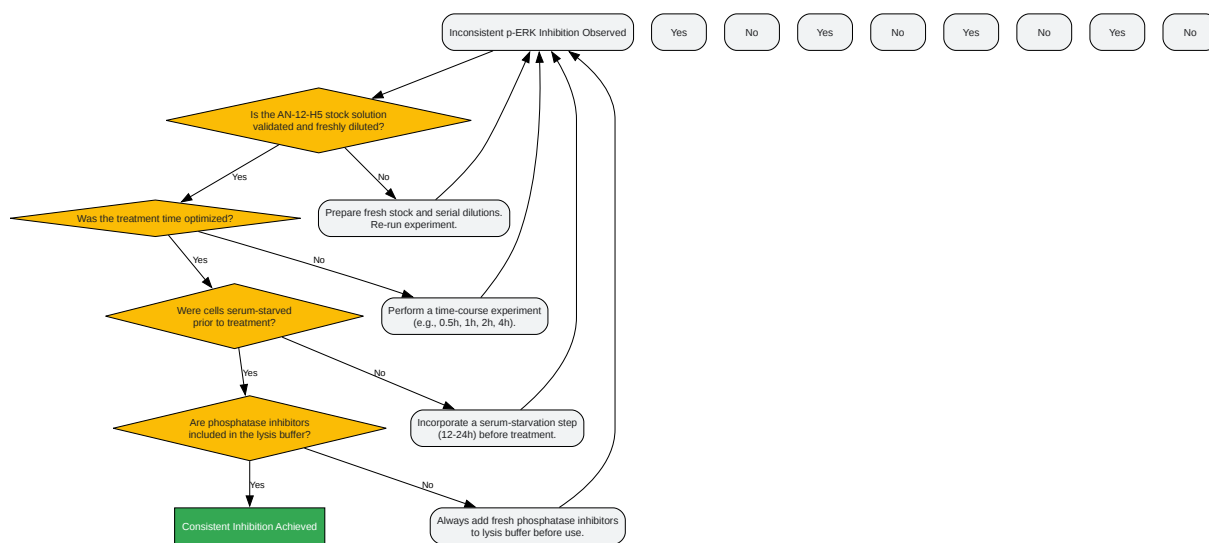 Inconsistent p-ERK Inhibition Observed
Yes
No
Yes
No
Yes
No
Yes
No
Is the AN-12-H5 stock solution
validated and freshly diluted?
Yes
No
Was the treatment time optimized?
Prepare fresh stock and serial dilutions.
Re-run experiment.
Yes
No
Were cells serum-starved
prior to treatment?
Perform a time-course experiment
(e.g., 0.5h, 1h, 2h, 4h).
Yes
No
Are phosphatase inhibitors
included in the lysis buffer?
Incorporate a serum-starvation step
(12-24h) before treatment.
Yes
No
Consistent Inhibition Achieved
Always add fresh phosphatase inhibitors
to lysis buffer before use.